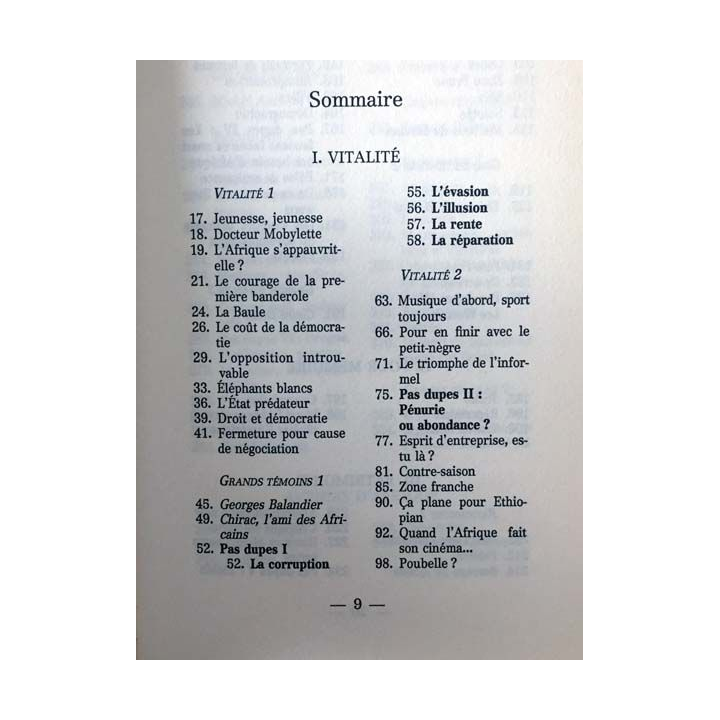 Sommaire
I. VITALITÉ
VITALITÉ 1
17. Jeunesse, jeunesse
18. Docteur Mobylette
19. L'Afrique s'appauvrit-
elle ?
21. Le courage de la pre-
mière banderole
24. La Baule
26. Le coût de la démocra-
tie
29. L'opposition introu-
vable
33. Éléphants blancs
36. L'État prédateur
39. Droit et démocratie
41. Fermeture pour cause
de négociation
GRANDS TÉMOINS 1
45. Georges Balandier
49. Chirac, l'ami des Afri-
cains
52. Pas dupes I
52. La corruption
55. L'évasion
56. L'illusion
57. La rente
58. La réparation
VITALITÉ 2
63. Musique d'abord, sport
toujours
66. Pour en finir avec le
petit-nègre
71. Le triomphe de l'infor-
mel
75. Pas dupes II :
Pénurie
ou abondance ?
77. Esprit d'entreprise, es-
tu là ?
81. Contre-saison
85. Zone franche
90. Ça plane pour Ethio-
pian
92. Quand l'Afrique fait
son cinéma...
98. Poubelle ?
— 9 —